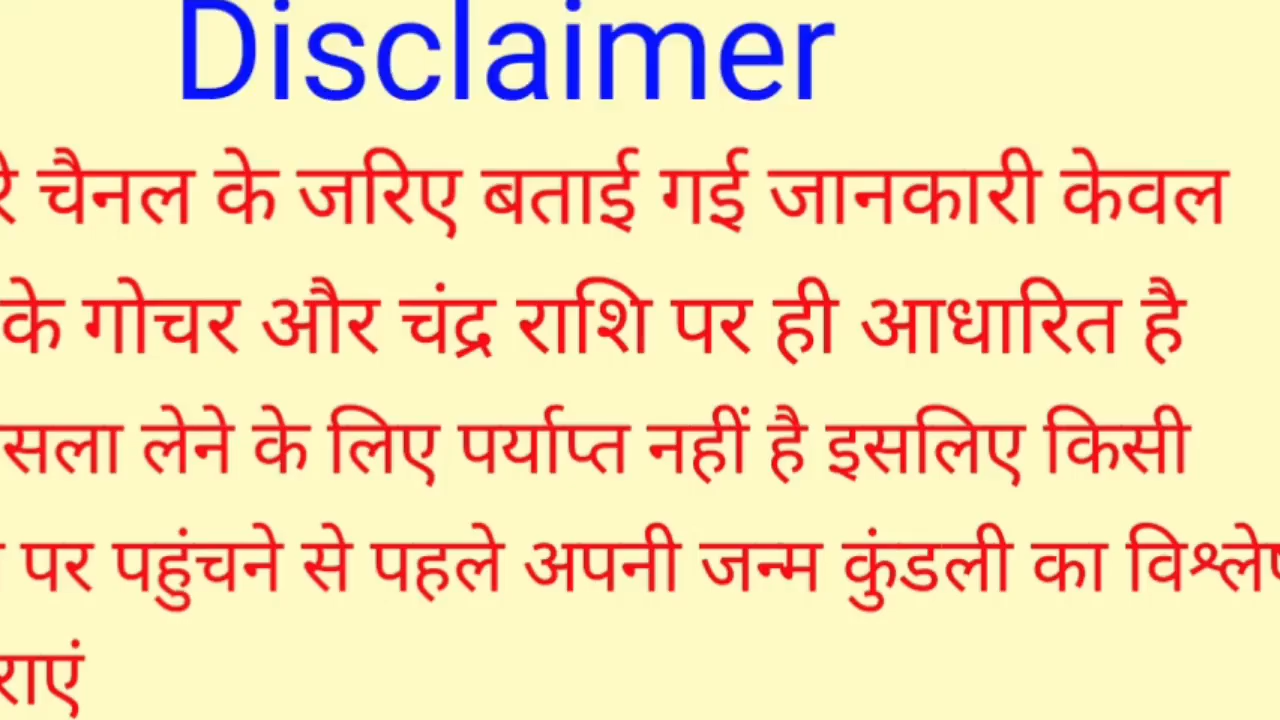 Disclaimer
चैनल के जरिए बताई गई जानकारी केवल
के गोचर और चंद्र राशि पर ही आधारित है
लेने के लिए पर्याप्त नहीं है इसलिए किसी
पर पहुंचने से पहले अपनी जन्म कुंडली का